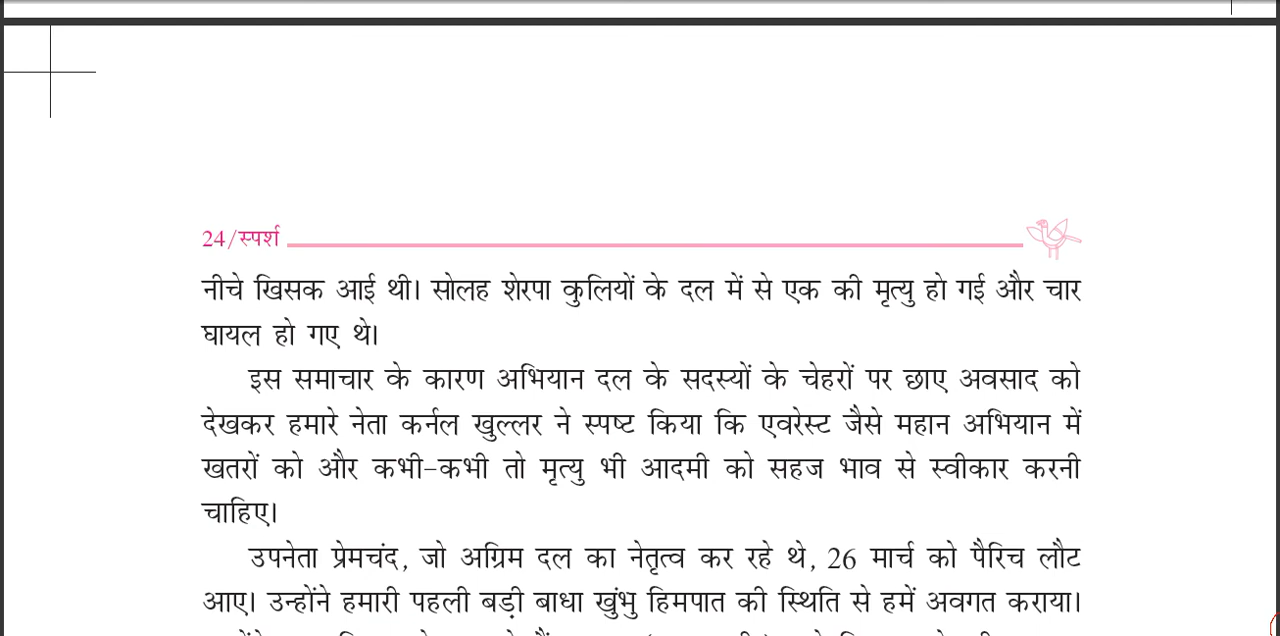 24/स्पर्श
नीचे खिसक आई थी। सोलह शेरपा कुलियों के दल में से एक की मृत्यु हो गई और चार
घायल हो गए थे।
इस समाचार के कारण अभियान दल के सदस्यों के चेहरों पर छाए अवसाद को
देखकर हमारे नेता कर्नल खुल्लर ने स्पष्ट किया कि एवरेस्ट जैसे महान अभियान में
खतरों को और कभी-कभी तो मृत्यु भी आदमी को सहज भाव से स्वीकार करनी
चाहिए।
उपनेता प्रेमचंद, जो अग्रिम दल का नेतृत्व कर रहे थे, 26 मार्च को पैरिच लौट
आए। उन्होंने हमारी पहली बड़ी बाधा खुंभु हिमपात की स्थिति से हमें अवगत कराया।